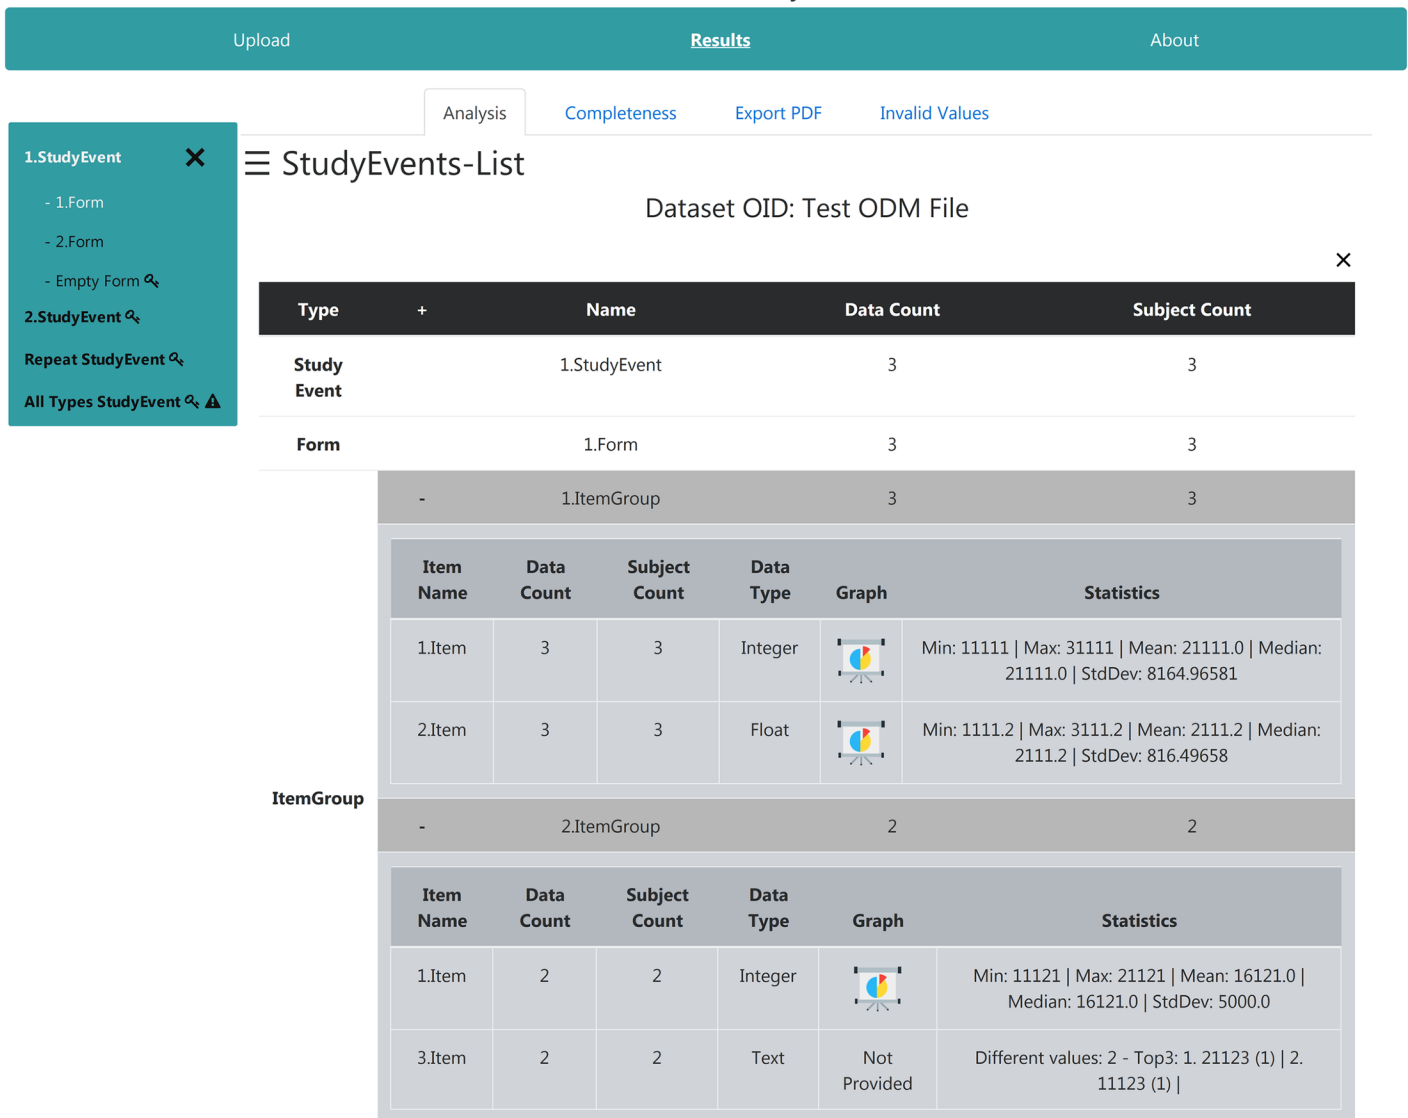 Upload Results About
Analysis Completeness Export PDF Invalid Values
1.StudyEvent
- 1.Form
- 2.Form
- Empty Form
2.StudyEvent
Repeat StudyEvent
All Types StudyEvent
☰ StudyEvents-List
Dataset OID: Test ODM File
Type + Name Data Count Subject Count
Study
Event
1.StudyEvent 3 3
Form 1.Form 3 3
ItemGroup
- 1.ItemGroup 3 3
Item
Name
Data
Count
Subject
Count
Data
Type
Graph
Statistics
1.Item 3 3 Integer
Min: 11111 | Max: 31111 | Mean: 21111.0 | Median:
21111.0 | StdDev: 8164.96581
2.Item 3 3 Float
Min: 1111.2 | Max: 3111.2 | Mean: 2111.2 | Median:
2111.2 | StdDev: 816.49658
- 2.ItemGroup 2 2
Item
Name
Data
Count
Subject
Count
Data
Type
Graph
Statistics
1.Item 2 2 Integer
Min: 11121 | Max: 21121 | Mean: 16121.0 |
Median: 16121.0 | StdDev: 5000.0
3.Item 2 2 Text
Not
Provided
Different values: 2 - Top3: 1. 21123 (1) | 2.
11123 (1) |